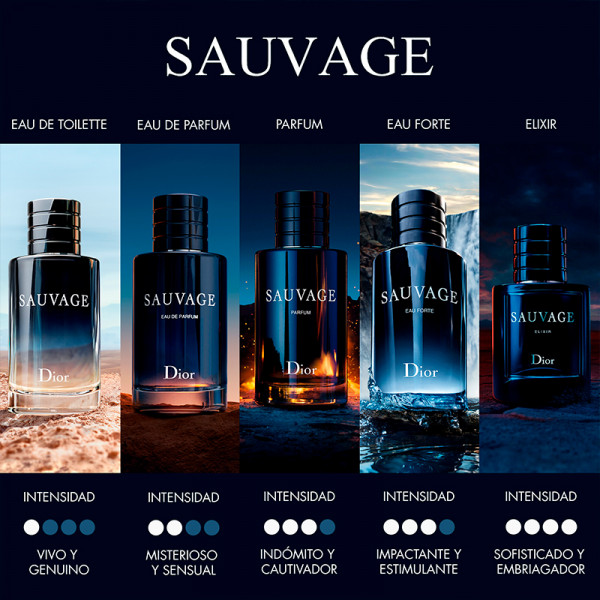 SAUVAGE
EAU DE TOILETTE
EAU DE PARFUM
PARFUM
EAU FORTE
ELIXIR
SAUVAGE
Dior
SAUVAGE
EAU DE PARFUM
Dior
SAUVAGE
PARFUM
Dior
SAUVAGE
EAU FORTE
Dior
SAUVAGE
ELIXIR
Dior
INTENSIDAD
VIVO Y
GENUINO
INTENSIDAD
MISTERIOSO
Y SENSUAL
INTENSIDAD
INDÓMITO Y
CAUTIVADOR
INTENSIDAD
IMPACTANTE Y
ESTIMULANTE
INTENSIDAD
SOFISTICADO Y
EMBRIAGADOR